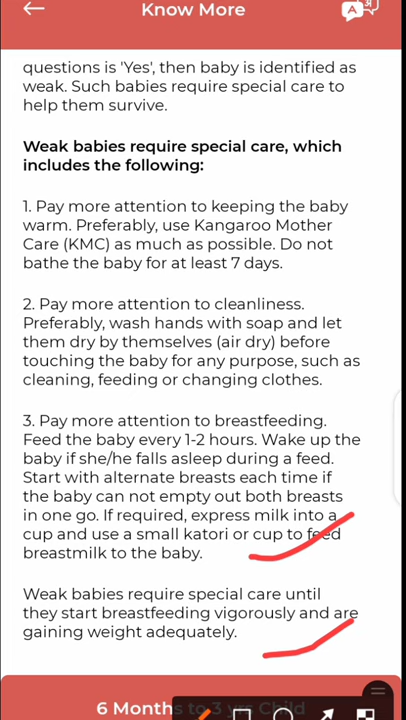 Know More
A अ
questions is 'Yes', then baby is identified as
weak. Such babies require special care to
help them survive.
Weak babies require special care, which
includes the following:
1. Pay more attention to keeping the baby
warm. Preferably, use Kangaroo Mother
Care (KMC) as much as possible. Do not
bathe the baby for at least 7 days.
2. Pay more attention to cleanliness.
Preferably, wash hands with soap and let
them dry by themselves (air dry) before
touching the baby for any purpose, such as
cleaning, feeding or changing clothes.
3. Pay more attention to breastfeeding.
Feed the baby every 1-2 hours. Wake up the
baby if she/he falls asleep during a feed.
Start with alternate breasts each time if
the baby can not empty out both breasts
in one go. If required, express milk into a
cup and use a small katori or cup to feed
breastmilk to the baby.
Weak babies require special care until
they start breastfeeding vigorously and are
gaining weight adequately.
6 Months to 3 yrs Child